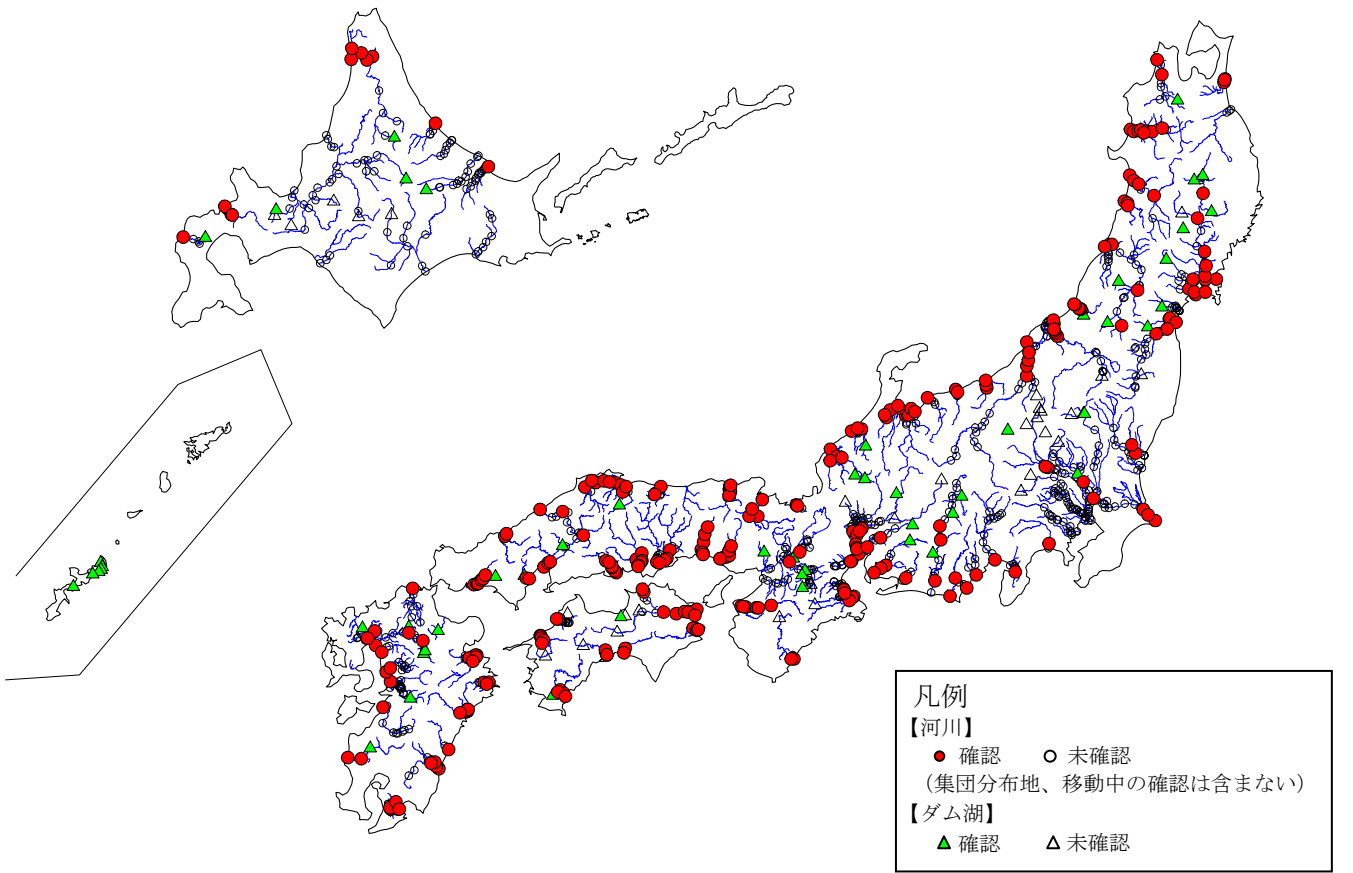 凡例
【河川】
確認 未確認
（集団分布地、移動中の確認は含まない）
【ダム湖】
確認 未確認